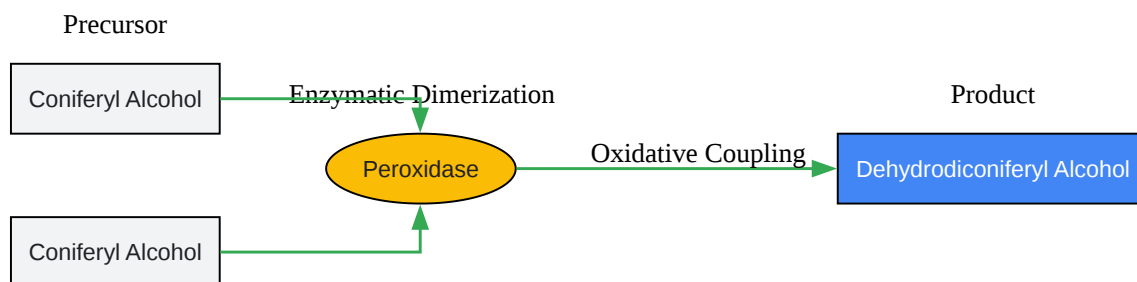 Precursor
Coniferyl Alcohol
Enzymatic Dimerization
Product
Peroxidase
Oxidative Coupling
Dehydrodiconiferyl Alcohol
Coniferyl Alcohol